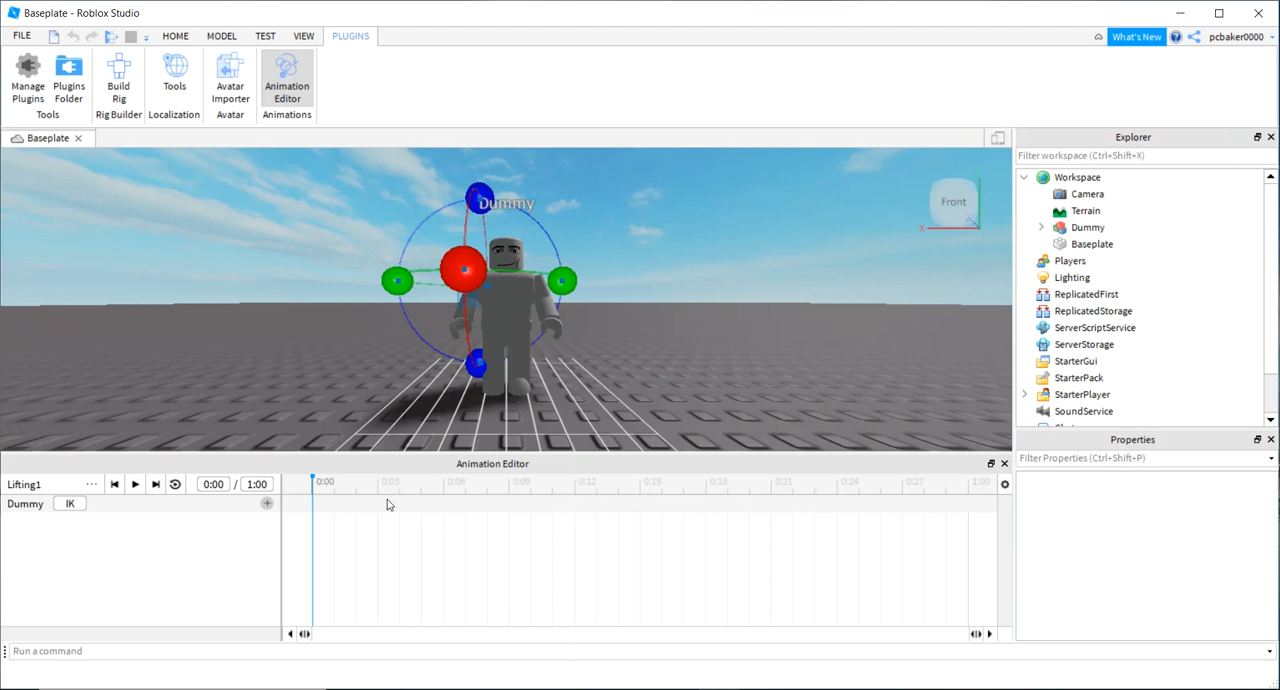 Baseplate - Roblox Studio
FILE HOME MODEL TEST VIEW PLUGINS What's New pcbaker0000
Manage Plugins
Plugins Folder
Build Rig
Tools
Avatar Importer
Animation Editor
Tools Rig Builder Localization Avatar Animations
Baseplate
Dummy
Front
X
Explorer
Filter workspace (Ctrl+Shift+X)
Workspace
Camera
Terrain
Dummy
Baseplate
Players
Lighting
ReplicatedFirst
ReplicatedStorage
ServerScriptService
ServerStorage
StarterGui
StarterPack
StarterPlayer
SoundService
Properties
Filter Properties (Ctrl+Shift+P)
Animation Editor
Lifting1 ··· 0:00 / 1:00 0:00 0:03 0:06 0:09 0:12 0:15 0:18 0:21 0:24 0:27 1:00
Dummy IK
Run a command